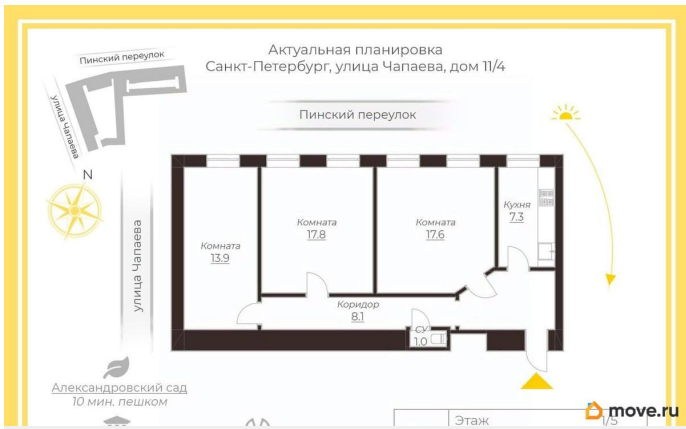 Актуальная планировка
Санкт-Петербург, улица Чапаева, дом 11/4
Пинский переулок
улица Чапаева
Пинский переулок
N
улица Чапаева
Комната
13.9
Комната
17.8
Комната
17.6
Кухня
7.3
Коридор
8.1
СУ
1.0
Александровский сад
10 мин. пешком
Этаж
1/5
move.ru